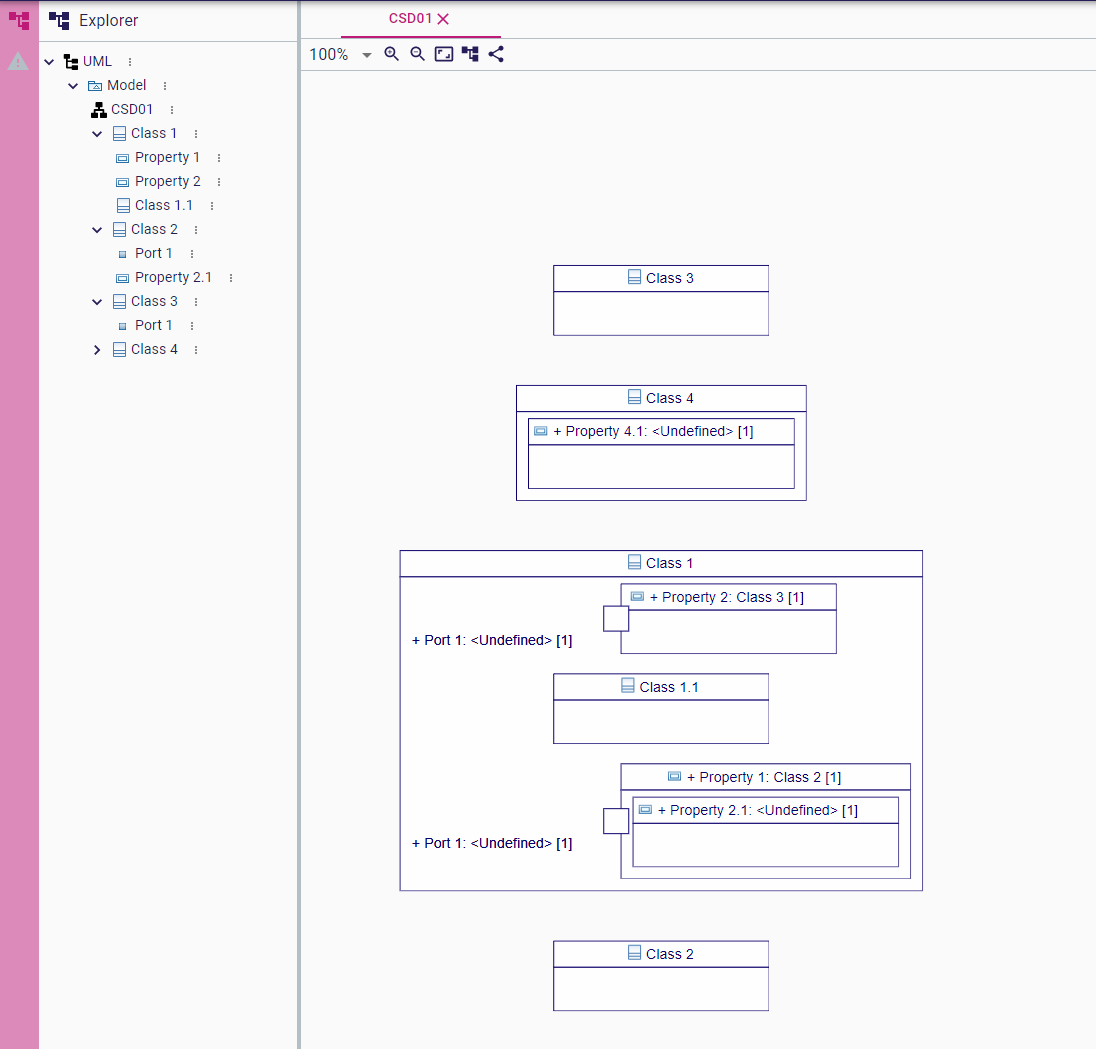 Explorer
UML
Model
CSD01
Class 1
Property 1
Property 2
Class 1.1
Class 2
Port 1
Property 2.1
Class 3
Port 1
Class 4
CSD01
100%
Class 3
Class 4
+ Property 4.1: <Undefined> [1]
Class 1
+ Property 2: Class 3 [1]
+ Port 1: <Undefined> [1]
Class 1.1
+ Property 1: Class 2 [1]
+ Property 2.1: <Undefined> [1]
+ Port 1: <Undefined> [1]
Class 2